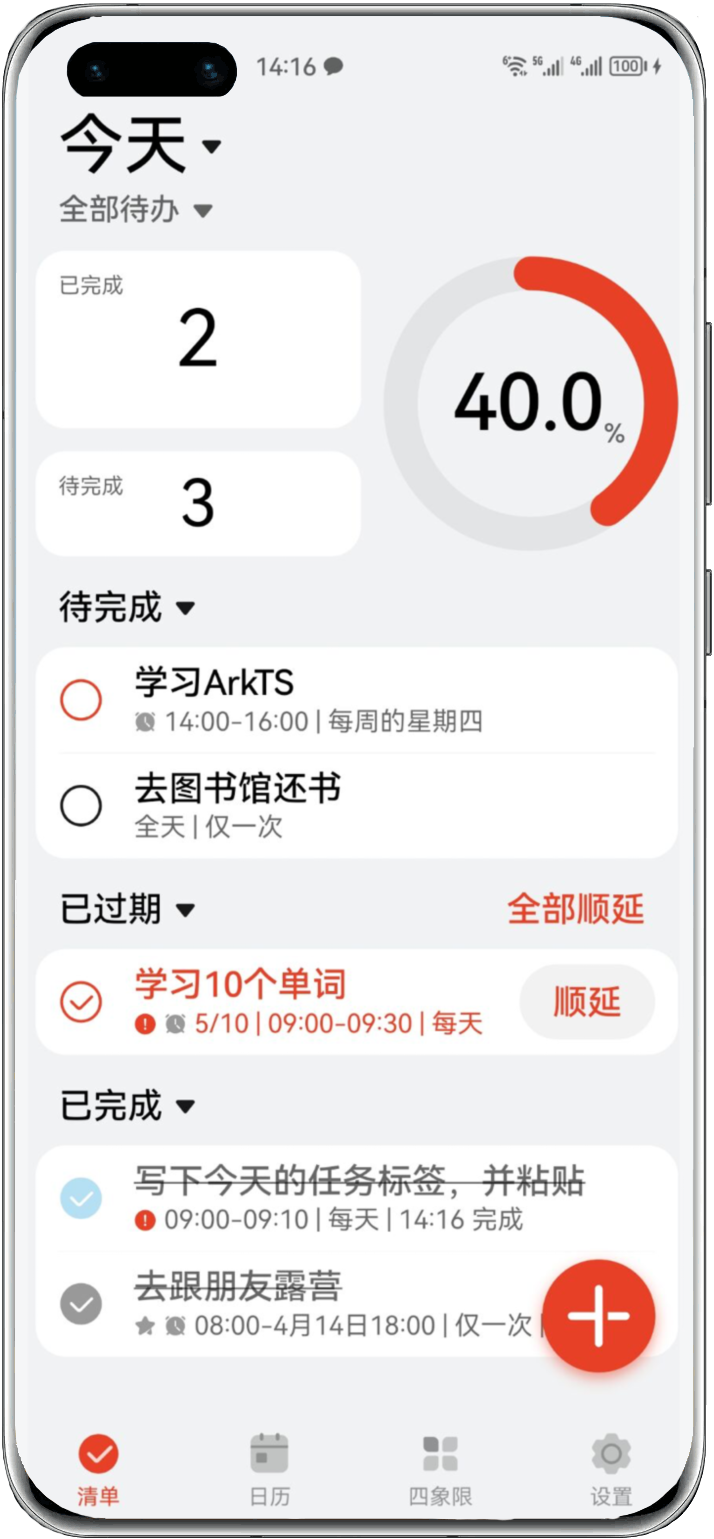 14:16
6 5G 4G 100
今天
全部待办
已完成
2
待完成
3
40.0%
待完成
学习ArkTS
14:00-16:00 | 每周的星期四
去图书馆还书
全天 | 仅一次
已过期
全部顺延
学习10个单词
5/10 | 09:00-09:30 | 每天
顺延
已完成
写下今天的任务标签，并粘贴
09:00-09:10 | 每天 | 14:16 完成
去跟朋友露营
08:00-4月14日18:00 | 仅一次 |
清单
日历
四象限
设置